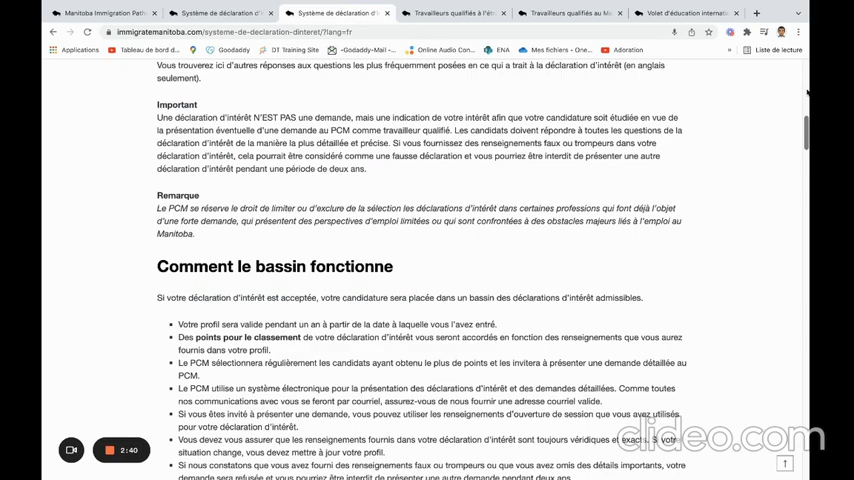 Manitoba Immigration Path
Système de déclaration d'i
Système de déclaration d'i
Travailleurs qualifiés à l'étr
Travailleurs qualifiés au Ma
Volet d'éducation internatio
immigratemanitoba.com/systeme-de-declaration-dinteret/?lang=fr
Applications
Tableau de bord d...
Goodaddy
DT Training Site
-Godaddy-Mail -...
Online Audio Con...
ENA
Mes fichiers - One...
Adoration
»
Liste de lecture
Vous trouverez ici d'autres réponses aux questions les plus fréquemment posées en ce qui a trait à la déclaration d'intérêt (en anglais
seulement).
Important
Une déclaration d'intérêt N'EST PAS une demande, mais une indication de votre intérêt afin que votre candidature soit étudiée en vue de
la présentation éventuelle d'une demande au PCM comme travailleur qualifié. Les candidats doivent répondre à toutes les questions de la
déclaration d'intérêt de la manière la plus détaillée et précise. Si vous fournissez des renseignements faux ou trompeurs dans votre
déclaration d'intérêt, cela pourrait être considéré comme une fausse déclaration et vous pourriez être interdit de présenter une autre
déclaration d'intérêt pendant une période de deux ans.
Remarque
Le PCM se réserve le droit de limiter ou d'exclure de la sélection les déclarations d'intérêt dans certaines professions qui font déjà l'objet
d'une forte demande, qui présentent des perspectives d'emploi limitées ou qui sont confrontées à des obstacles majeurs liés à l'emploi au
Manitoba.
Comment le bassin fonctionne
Si votre déclaration d'intérêt est acceptée, votre candidature sera placée dans un bassin des déclarations d'intérêt admissibles.
Votre profil sera valide pendant un an à partir de la date à laquelle vous l'avez entré.
Des points pour le classement de votre déclaration d'intérêt vous seront accordés en fonction des renseignements que vous aurez
fournis dans votre profil.
Le PCM sélectionnera régulièrement les candidats ayant obtenu le plus de points et les invitera à présenter une demande détaillée au
PCM.
Le PCM utilise un système électronique pour la présentation des déclarations d'intérêt et des demandes détaillées. Comme toutes
nos communications avec vous se feront par courriel, assurez-vous de nous fournir une adresse courriel valide.
Si vous êtes invité à présenter une demande, vous pouvez utiliser les renseignements d'ouverture de session que vous avez utilisés
pour votre déclaration d'intérêt.
Vous devez vous assurer que les renseignements fournis dans votre déclaration d'intérêt sont toujours véridiques et exacts. Si votre
situation change, vous devez mettre à jour votre profil.
Si nous constatons que vous avez fourni des renseignements faux ou trompeurs ou que vous avez omis des détails importants, votre
demande sera refusée et vous pourriez être interdit de présenter une autre demande pendant deux ans.
2:40
clideo.com